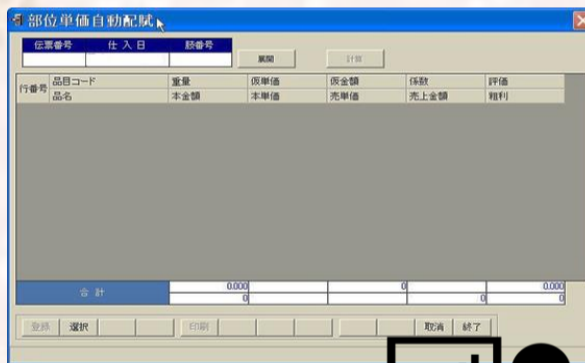 部位単価自動配賦
伝票番号 仕入日 豚番号
展開 計算
行番号 品目コード 重量 仮単価 仮金額 係数 評価
品名 本金額 本単価 売単価 売上金額 粗利
合計 0.000 0 0.000
0 0 0
登録 選択 印刷 取消 終了